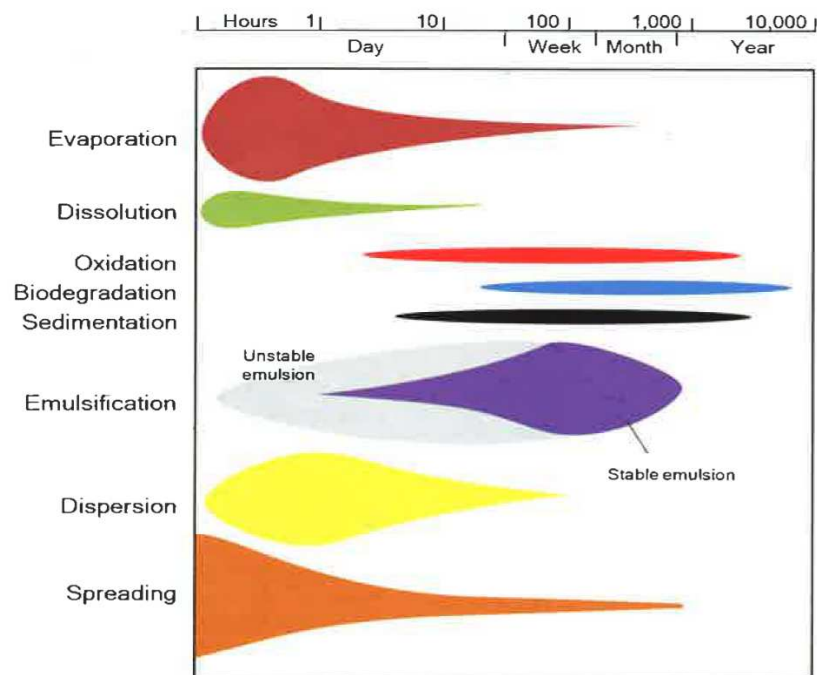 Hours 1 10 100 1,000 10,000
Day Week Month Year
Evaporation
Dissolution
Oxidation
Biodegradation
Sedimentation
Unstable
emulsion
Emulsification
Stable emulsion
Dispersion
Spreading